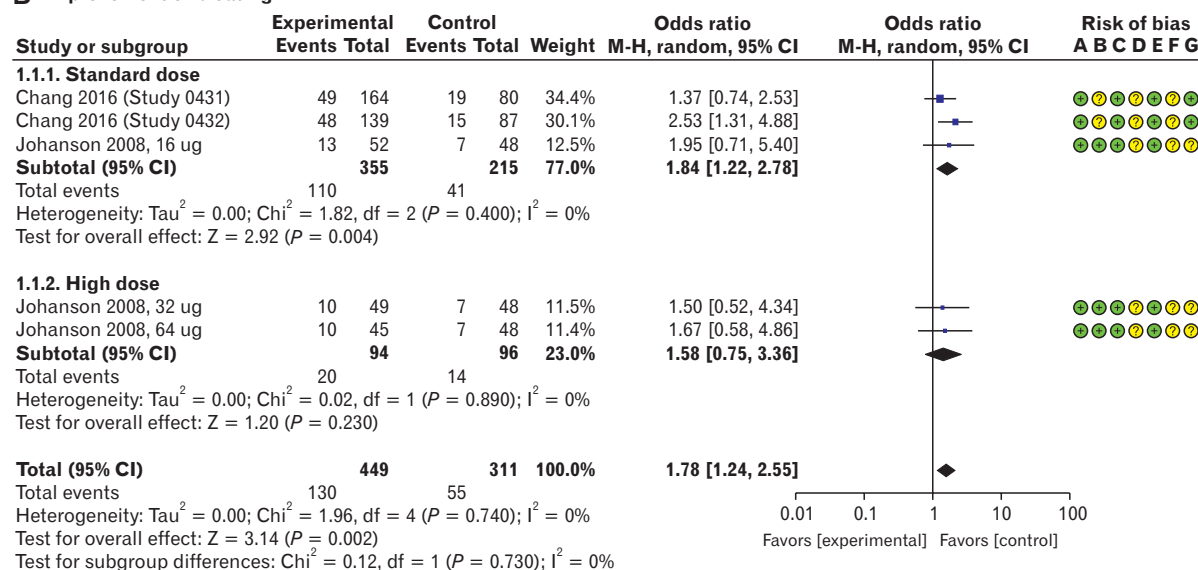 Experimental Control Odds ratio Odds ratio Risk of bias
Study or subgroup Events Total Events Total Weight M-H, random, 95% CI M-H, random, 95% CI A B C D E F G
1.1.1. Standard dose
Chang 2016 (Study 0431) 49 164 19 80 34.4% 1.37 [0.74, 2.53] + ? + ? + ? +
Chang 2016 (Study 0432) 48 139 15 87 30.1% 2.53 [1.31, 4.88] + ? + ? + ? +
Johanson 2008, 16 ug 13 52 7 48 12.5% 1.95 [0.71, 5.40] + + + ? + ? ?
Subtotal (95% CI) 355 215 77.0% 1.84 [1.22, 2.78]
Total events 110 41
Heterogeneity: Tau² = 0.00; Chi² = 1.82, df = 2 (P = 0.400); I² = 0%
Test for overall effect: Z = 2.92 (P = 0.004)
1.1.2. High dose
Johanson 2008, 32 ug 10 49 7 48 11.5% 1.50 [0.52, 4.34] + + + ? + ? ?
Johanson 2008, 64 ug 10 45 7 48 11.4% 1.67 [0.58, 4.86] + + + ? + ? ?
Subtotal (95% CI) 94 96 23.0% 1.58 [0.75, 3.36]
Total events 20 14
Heterogeneity: Tau² = 0.00; Chi² = 0.02, df = 1 (P = 0.890); I² = 0%
Test for overall effect: Z = 1.20 (P = 0.230)
Total (95% CI) 449 311 100.0% 1.78 [1.24, 2.55]
Total events 130 55
Heterogeneity: Tau² = 0.00; Chi² = 1.96, df = 4 (P = 0.740); I² = 0%
Test for overall effect: Z = 3.14 (P = 0.002)
Test for subgroup differences: Chi² = 0.12, df = 1 (P = 0.730); I² = 0%
0.01 0.1 1 10 100
Favors [experimental] Favors [control]